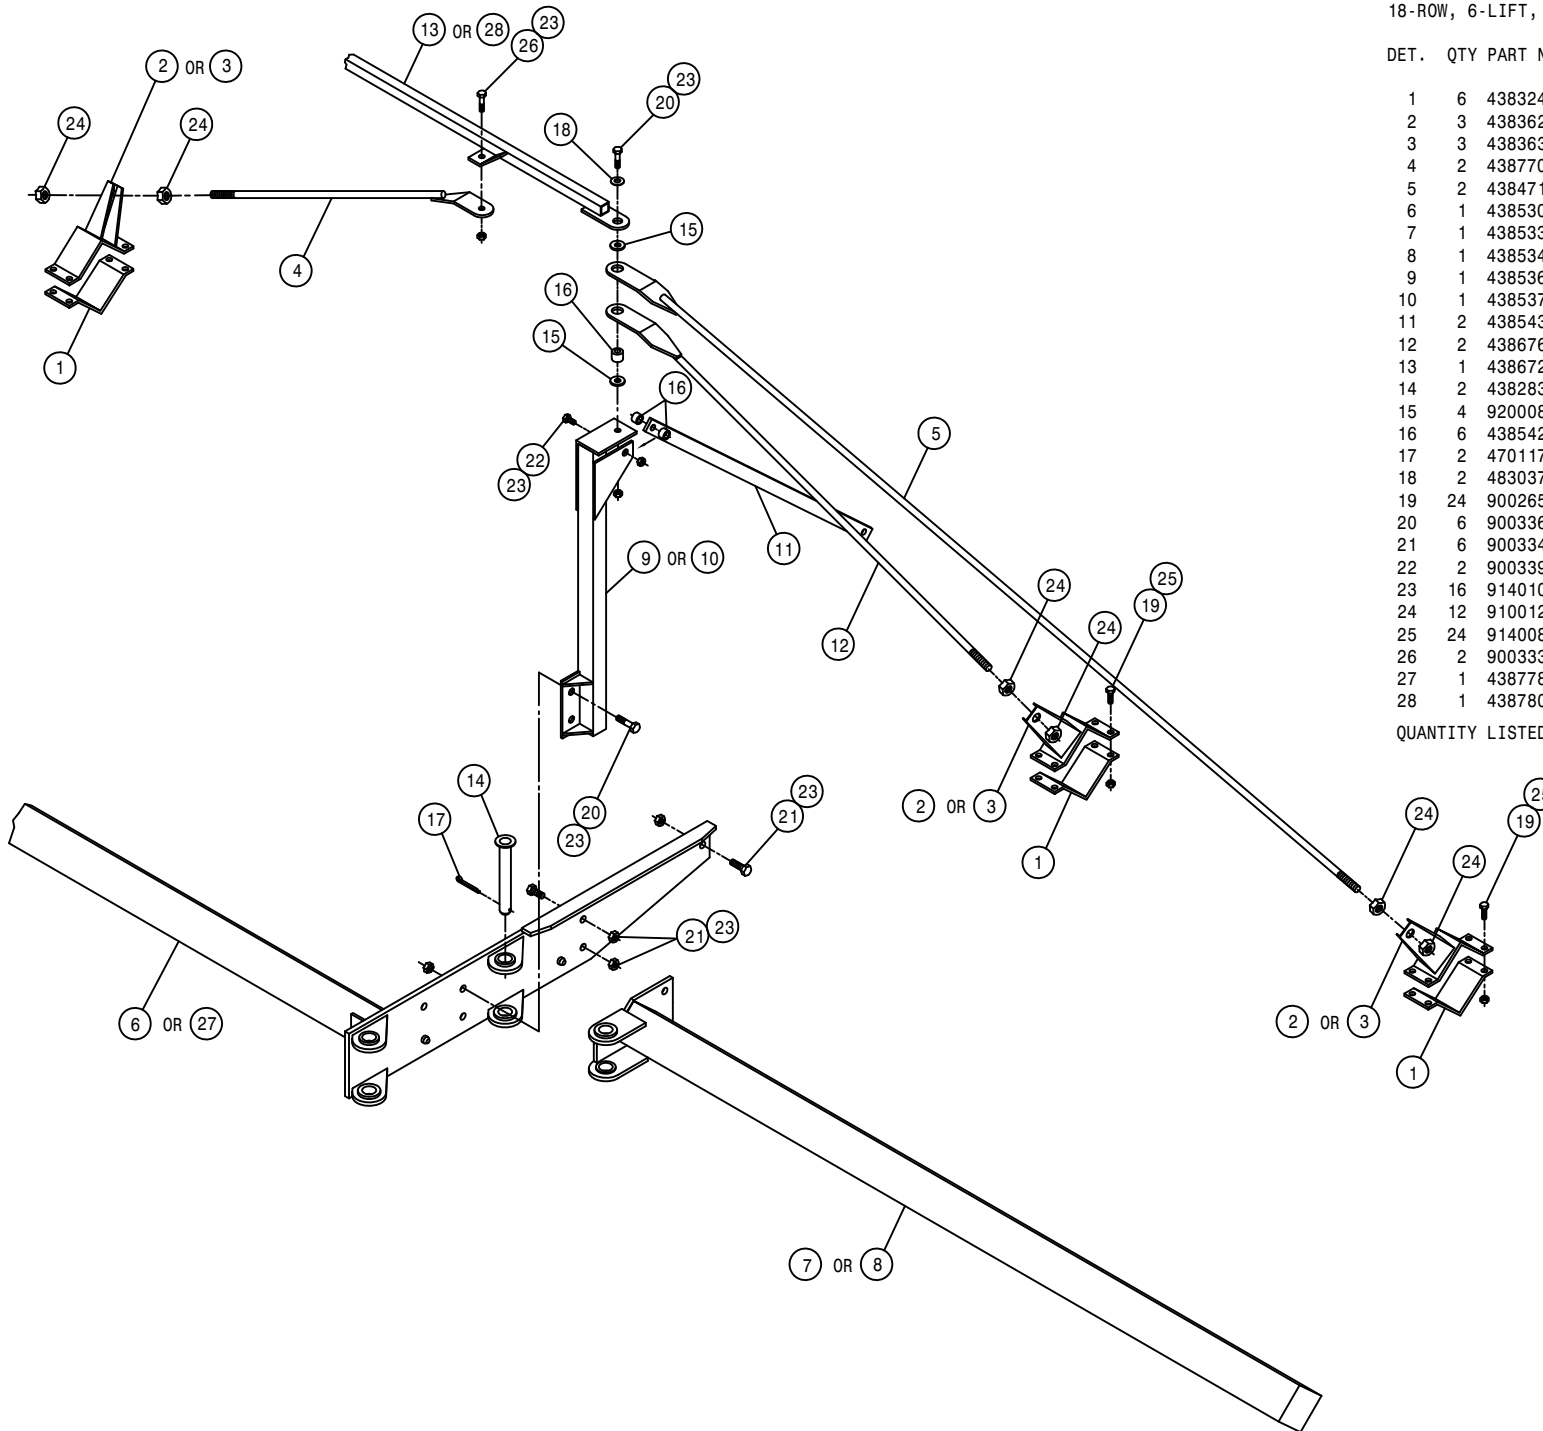 18-ROW, 6-LIFT,
DET. QTY PART N
1 6 438324
2 3 438362
3 3 438363
4 2 438770
5 2 438471
6 1 438530
7 1 438533
8 1 438534
9 1 438536
10 1 438537
11 2 438543
12 2 438676
13 1 438672
14 2 438283
15 4 920008
16 6 438542
17 2 470117
18 2 483037
19 24 900265
20 6 900336
21 6 900334
22 2 900339
23 16 914010
24 12 910012
25 24 914008
26 2 900333
27 1 438778
28 1 438780
QUANTITY LISTED
13 OR 28
23
26
2 OR 3
23
20
24
24
18
15
4
16
15
1
16
5
22
23
11
9 OR 10
25
24
19
24
12
14
23
17
20
23
21
2 OR 3
1
25
24
19
24
21 23
6 OR 27
2 OR 3
1
7 OR 8